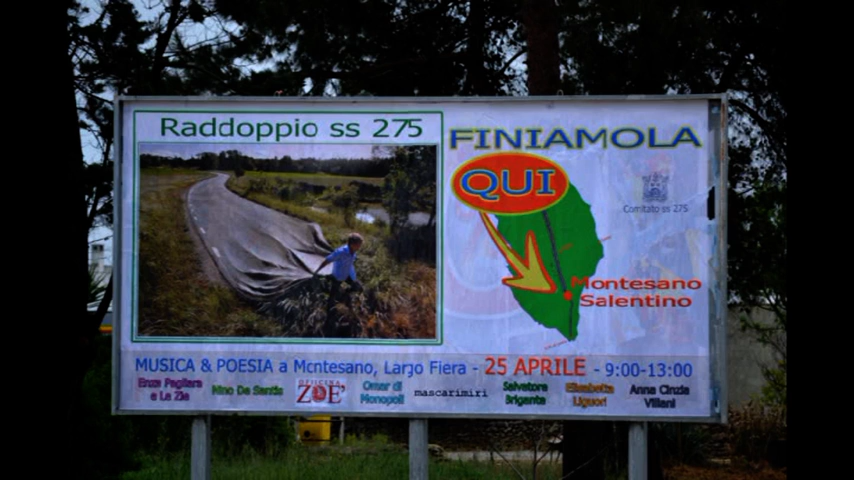 Raddoppio ss 275
FINIAMOLA
QUI
Comitato ss 275
Montesano
Salentino
MUSICA & POESIA a Montesano, Largo Fiera - 25 APRILE - 9:00-13:00
Enza Pagliara
e La Zia
Nino De Santis
OFFICINA
ZOE'
Omar di
Monopoli
mascarimirì
Salvatore
Brigante
Elisabetta
Liguori
Anna Cinzia
Villani